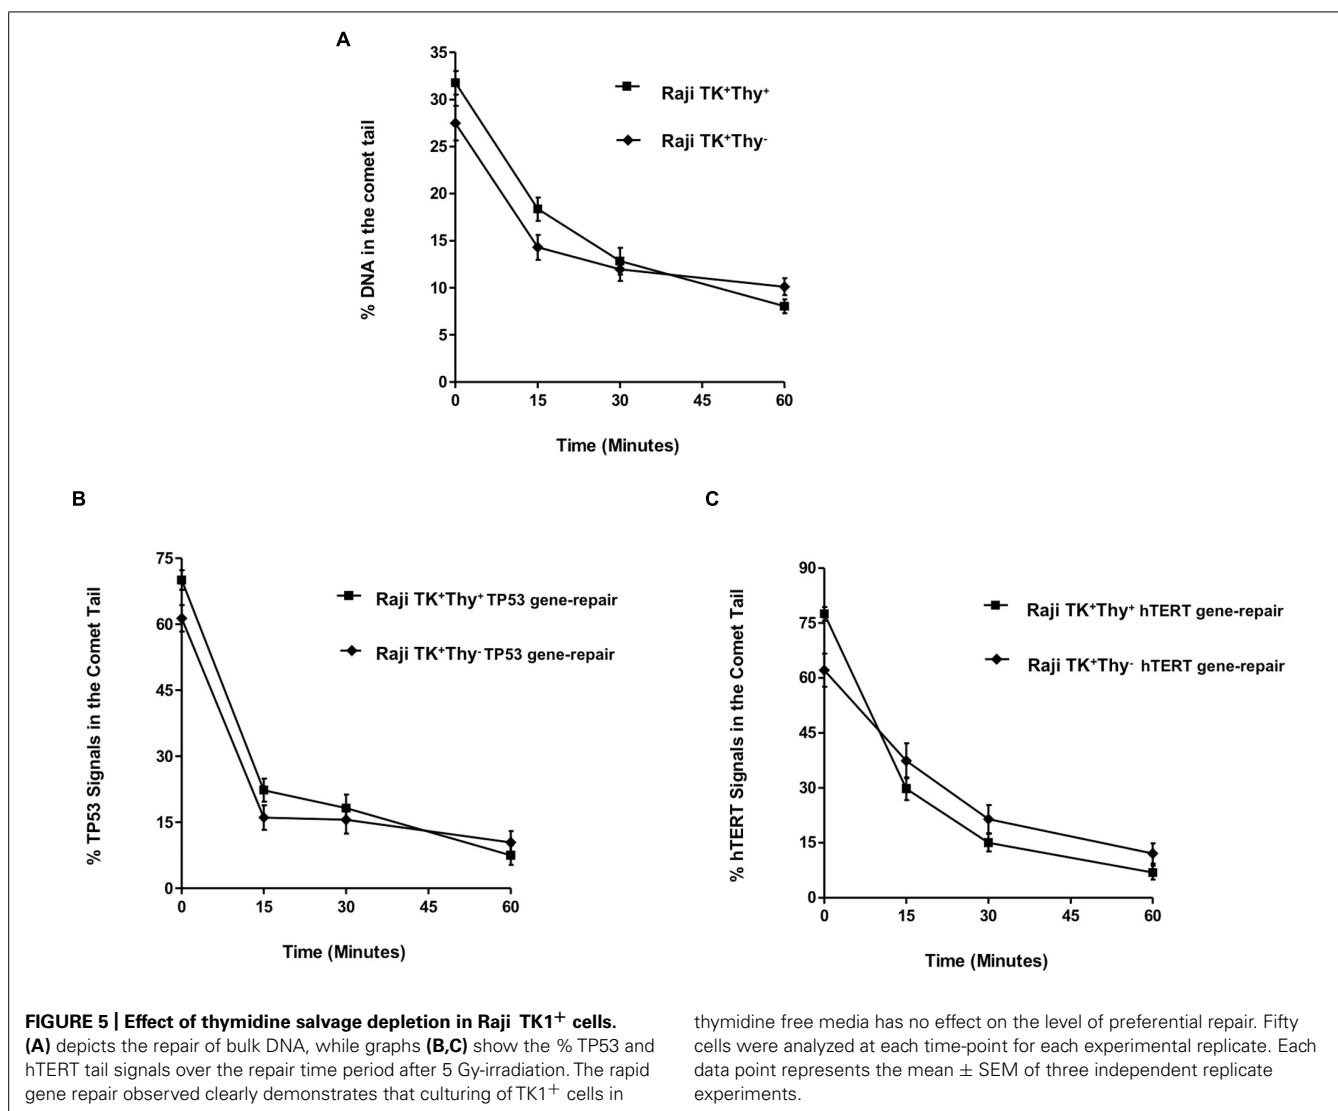 A
35
30
25
20
15
10
5
0
% DNA in the comet tail
Raji TK⁺Thy⁺
Raji TK⁺Thy⁻
0 15 30 45 60
Time (Minutes)
B
75
60
45
30
15
0
% TP53 Signals in the Comet Tail
Raji TK⁺Thy⁺ TP53 gene-repair
Raji TK⁺Thy⁻ TP53 gene-repair
0 15 30 45 60
Time (Minutes)
C
90
75
60
45
30
15
0
% hTERT Signals in the Comet Tail
Raji TK⁺Thy⁺ hTERT gene-repair
Raji TK⁺Thy⁻ hTERT gene-repair
0 15 30 45 60
Time (Minutes)
FIGURE 5 | Effect of thymidine salvage depletion in Raji TK1⁺ cells.
(A) depicts the repair of bulk DNA, while graphs (B,C) show the % TP53 and
hTERT tail signals over the repair time period after 5 Gy-irradiation. The rapid
gene repair observed clearly demonstrates that culturing of TK1⁺ cells in
thymidine free media has no effect on the level of preferential repair. Fifty
cells were analyzed at each time-point for each experimental replicate. Each
data point represents the mean ± SEM of three independent replicate
experiments.